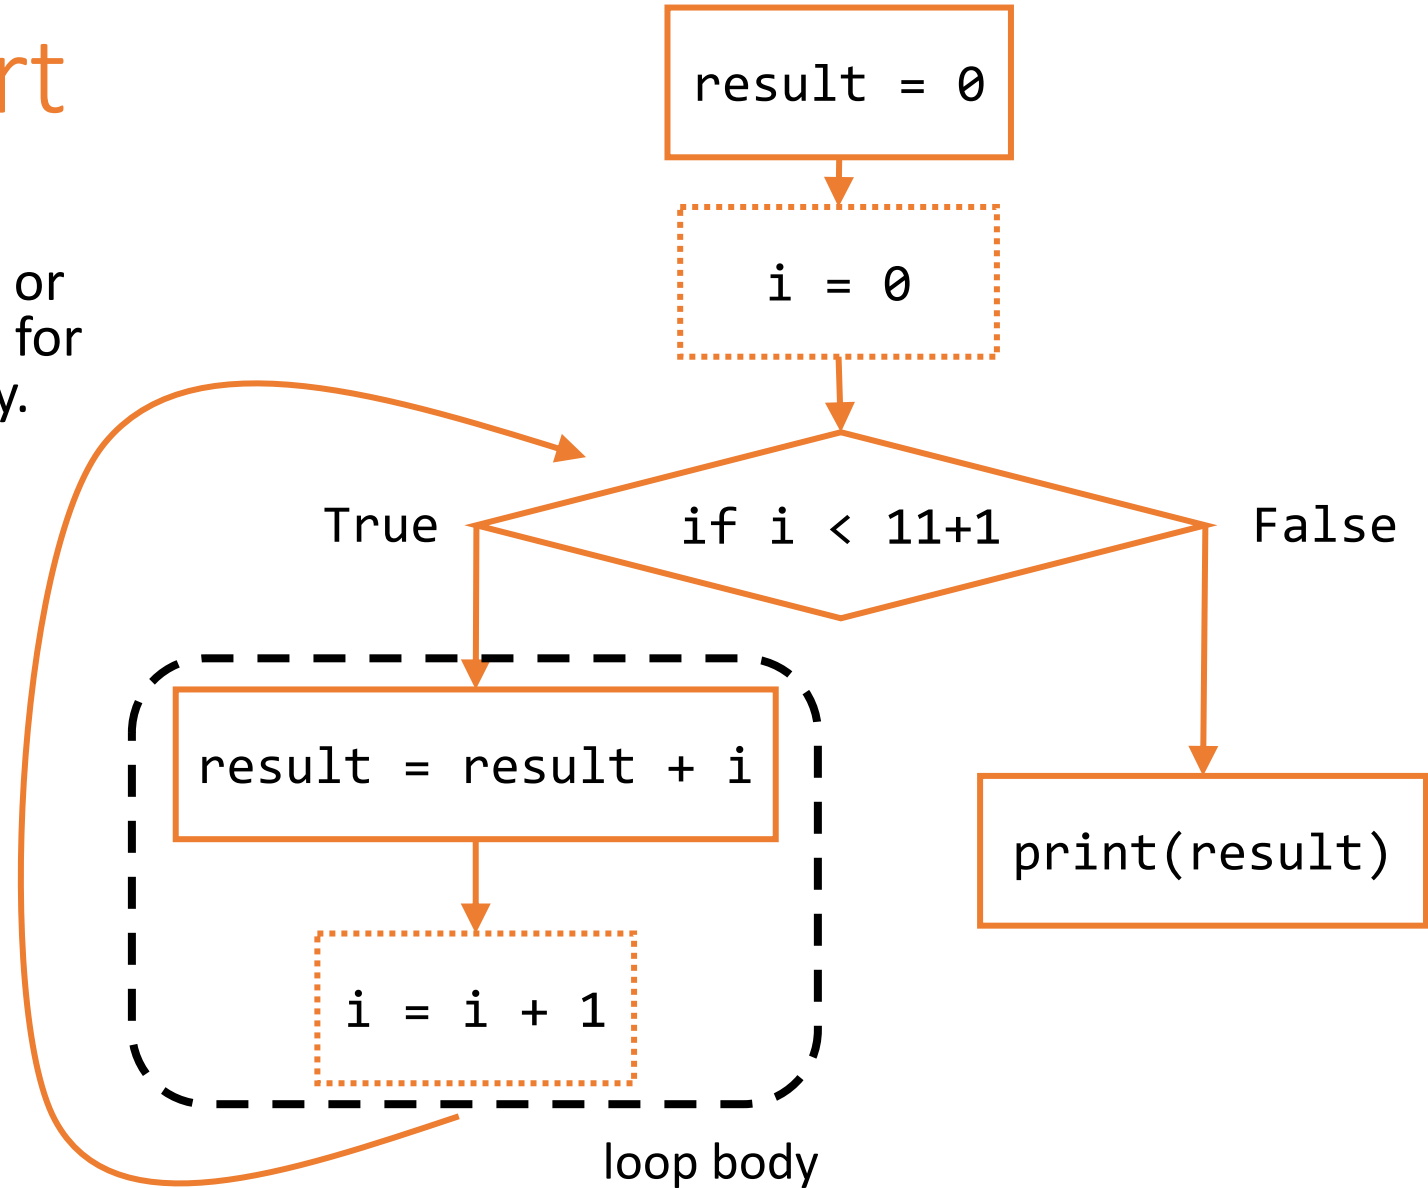 rt
or
for
y.
result = 0
i = 0
True
if i < 11+1
False
result = result + i
print(result)
i = i + 1
loop body